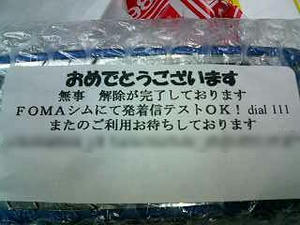 おめでとうございます
無事 解除が完了しております
FOMAシムにて発着信テストOK！dial 111
またのご利用お待ちしております